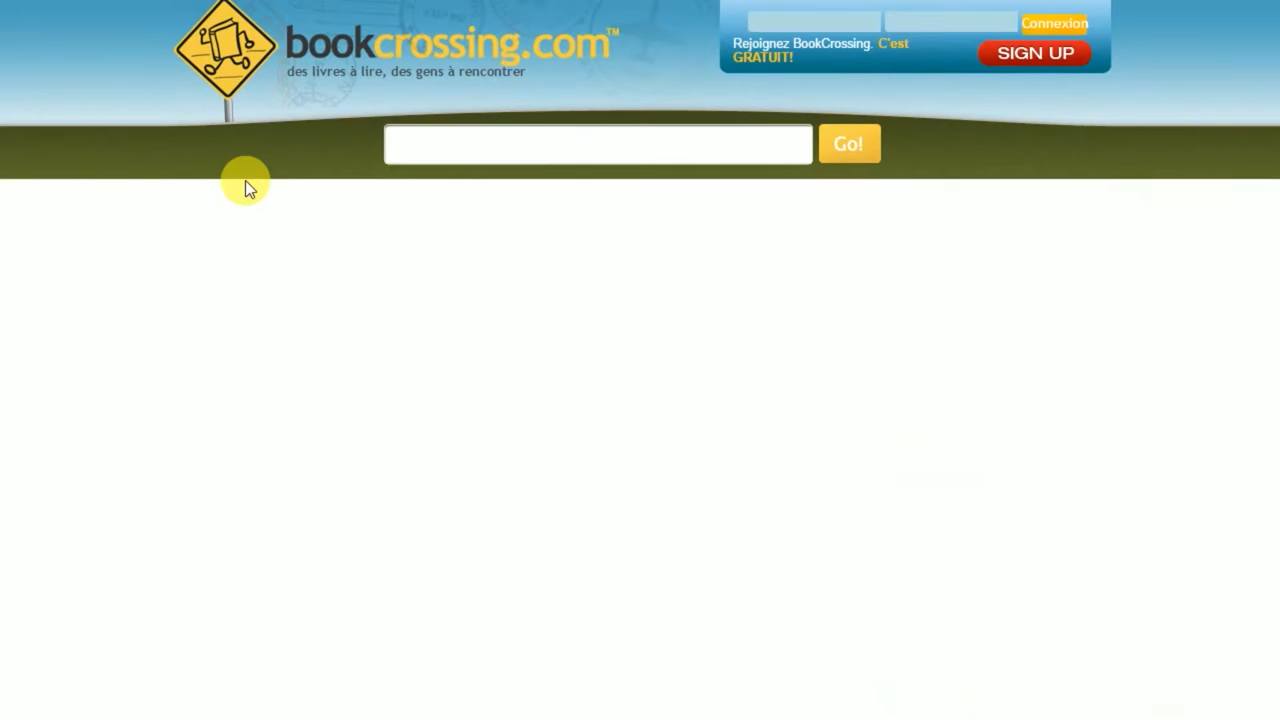 bookcrossing.com™
des livres à lire, des gens à rencontrer
Connexion
Rejoignez BookCrossing. C'est
GRATUIT!
SIGN UP
Go!